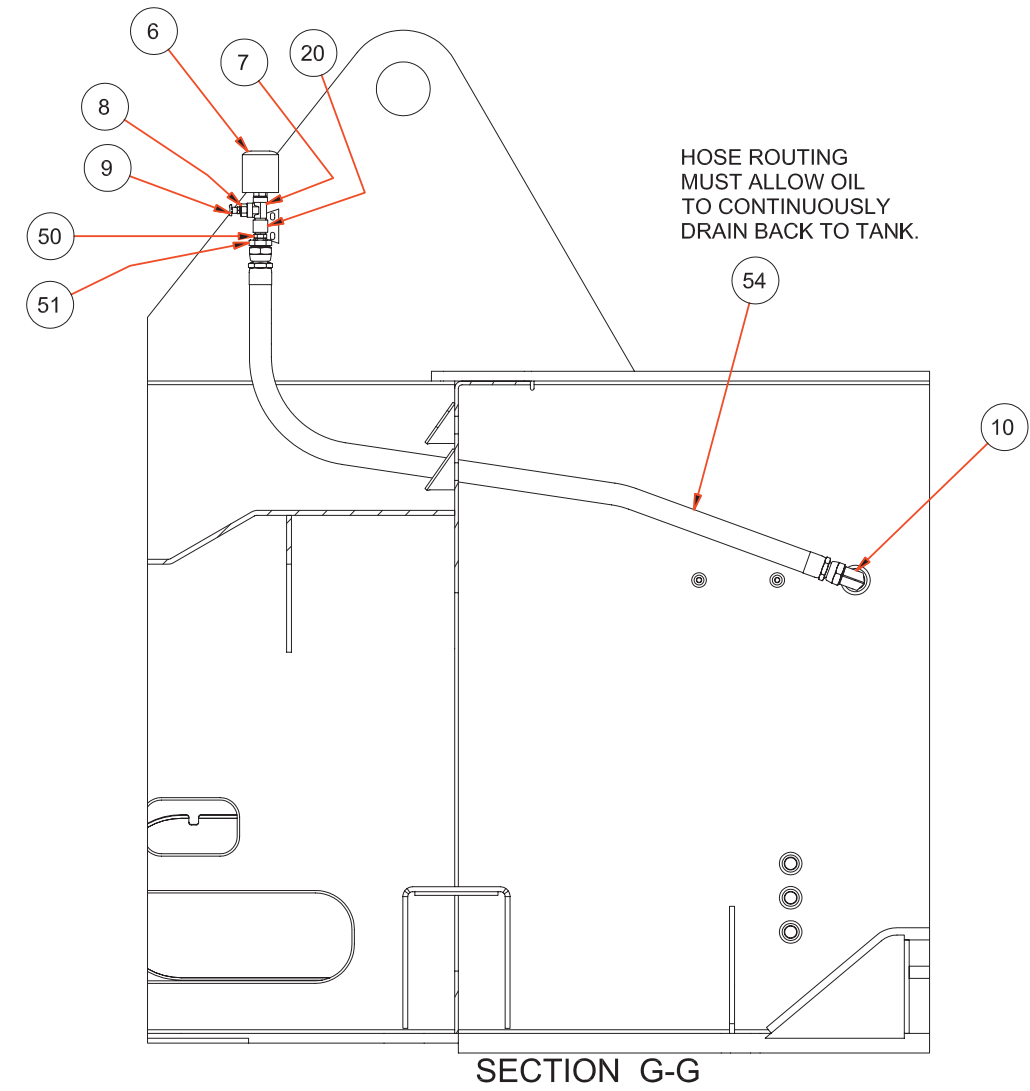 6
7
20
8
9
50
51
HOSE ROUTING
MUST ALLOW OIL
TO CONTINUOUSLY
DRAIN BACK TO TANK.
54
10
SECTION G-G